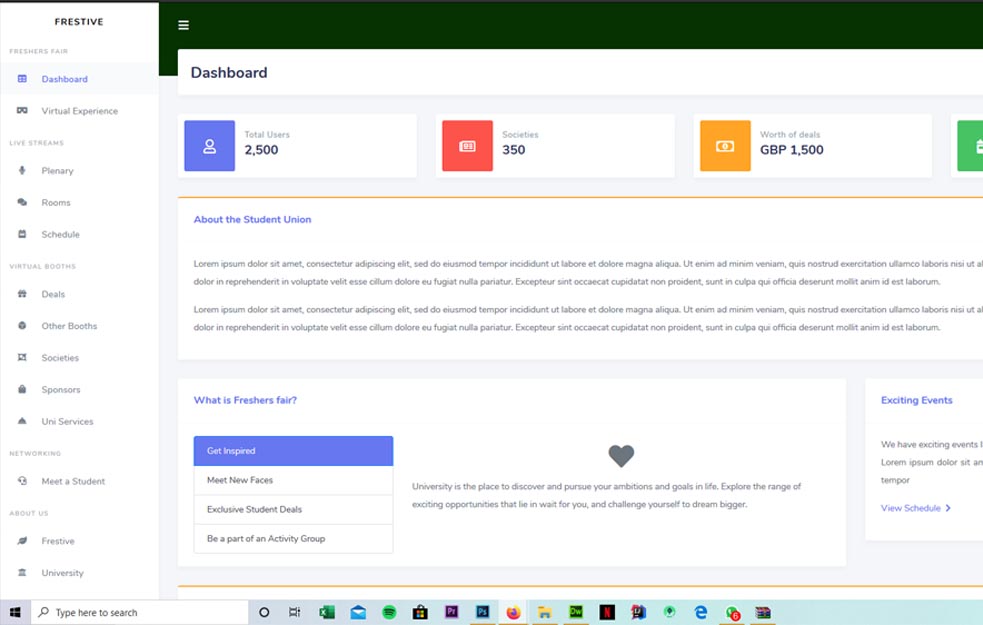 FRESTIVE
FRESHERS FAIR
Dashboard
Virtual Experience
LIVE STREAMS
Plenary
Rooms
Schedule
VIRTUAL BOOTHS
Deals
Other Booths
Societies
Sponsors
Uni Services
NETWORKING
Meet a Student
ABOUT US
Frestive
University
Dashboard
Total Users
2,500
Societies
350
Worth of deals
GBP 1,500
About the Student Union
Lorem ipsum dolor sit amet, consectetur adipiscing elit, sed do eiusmod tempor incididunt ut labore et dolore magna aliqua. Ut enim ad minim veniam, quis nostrud exercitation ullamco laboris nisi ut al
dolor in reprehenderit in voluptate velit esse cillum dolore eu fugiat nulla pariatur. Excepteur sint occaecat cupidatat non proident, sunt in culpa qui officia deserunt mollit anim id est laborum.
Lorem ipsum dolor sit amet, consectetur adipiscing elit, sed do eiusmod tempor incididunt ut labore et dolore magna aliqua. Ut enim ad minim veniam, quis nostrud exercitation ullamco laboris nisi ut al
dolor in reprehenderit in voluptate velit esse cillum dolore eu fugiat nulla pariatur. Excepteur sint occaecat cupidatat non proident, sunt in culpa qui officia deserunt mollit anim id est laborum.
What is Freshers fair?
Get Inspired
Meet New Faces
Exclusive Student Deals
Be a part of an Activity Group
University is the place to discover and pursue your ambitions and goals in life. Explore the range of
exciting opportunities that lie in wait for you, and challenge yourself to dream bigger.
Exciting Events
We have exciting events
Lorem ipsum dolor sit am
tempor
View Schedule
Type here to search
Pr
Ps
Dw
N
IJ
6